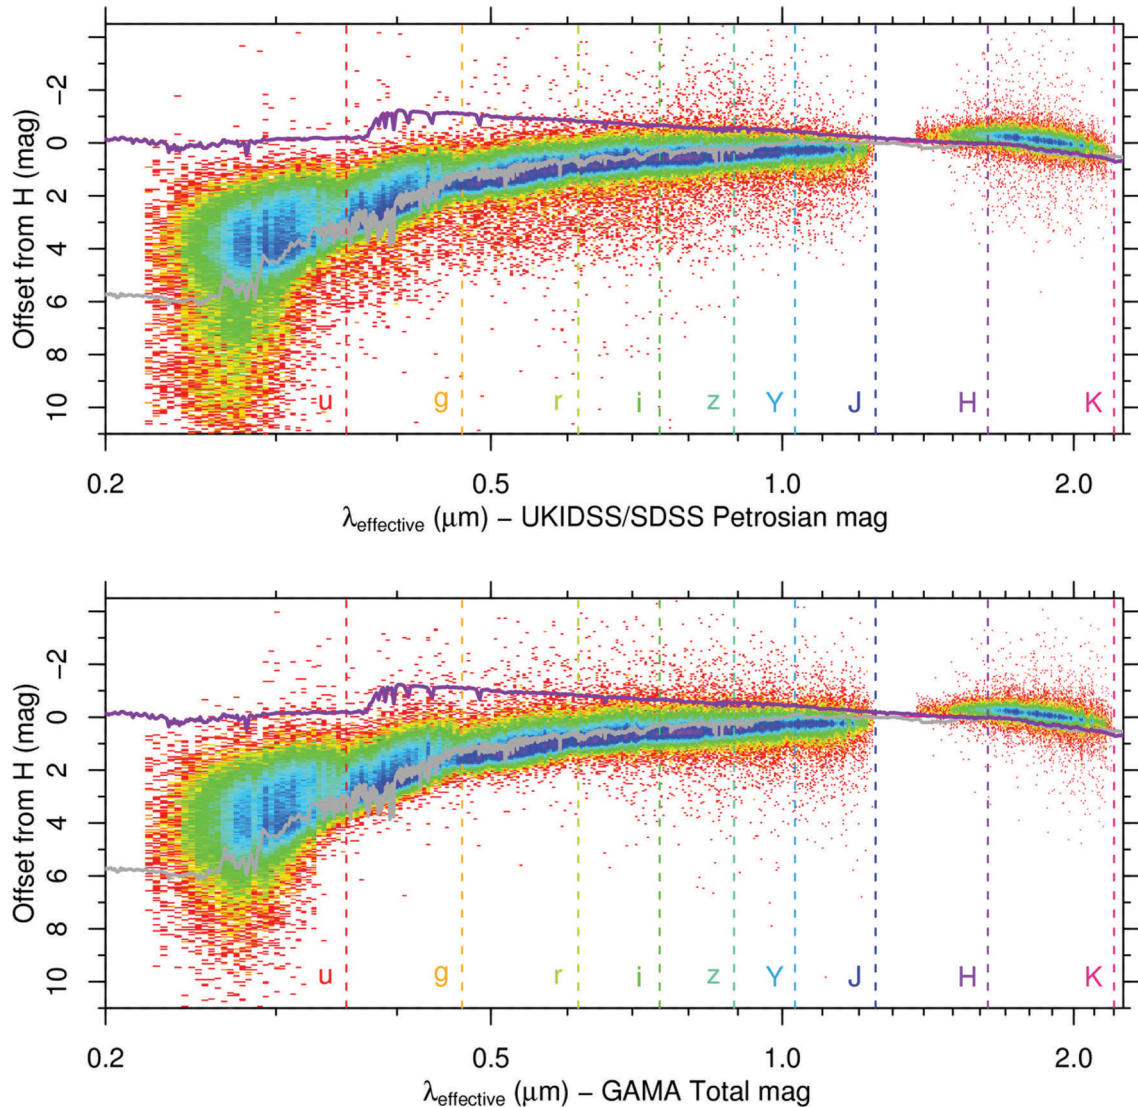 Offset from H (mag)
-2
0
2
4
6
8
10
u g r i z Y J H K
0.2 0.5 1.0 2.0
λeffective (μm) – UKIDSS/SDSS Petrosian mag
Offset from H (mag)
-2
0
2
4
6
8
10
u g r i z Y J H K
0.2 0.5 1.0 2.0
λeffective (μm) – GAMA Total mag